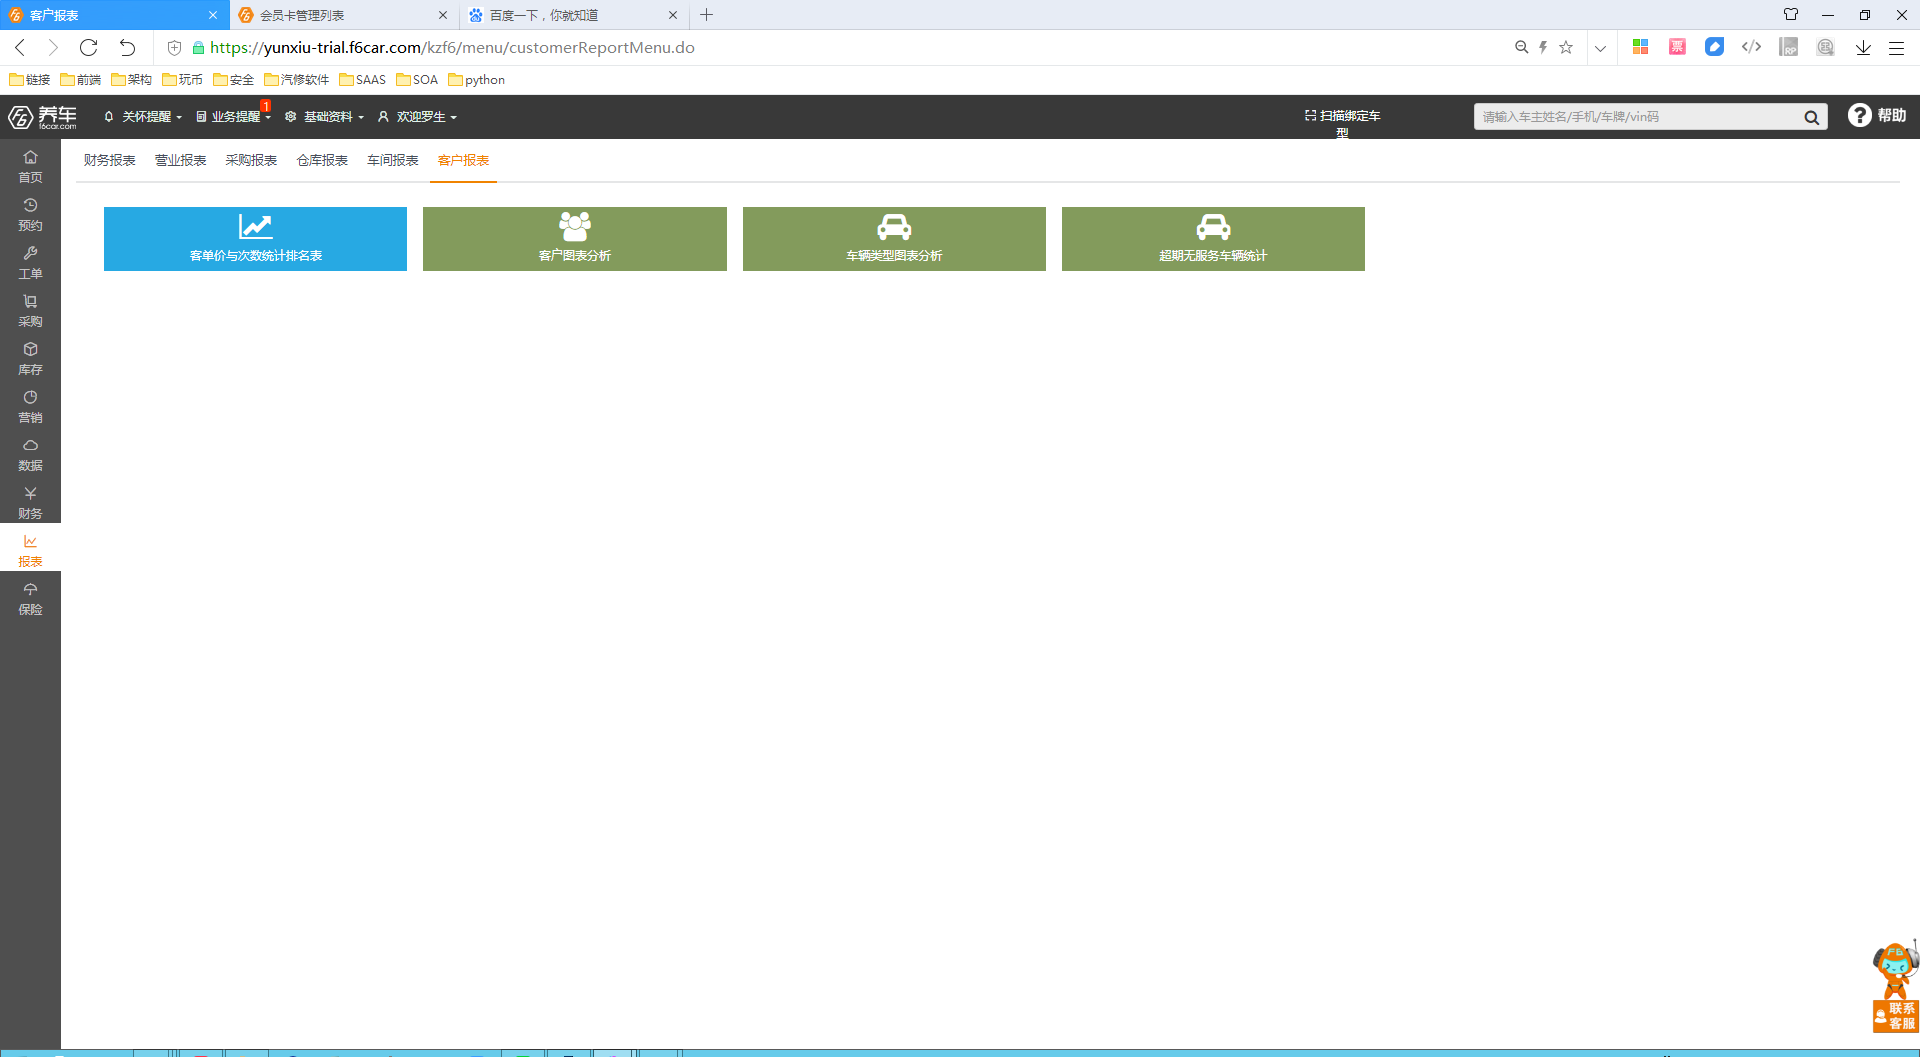 客户报表
会员卡管理列表
百度一下，你就知道
https://yunxiu-trial.f6car.com/kzf6/menu/customerReportMenu.do
票
RP
链接 前端 架构 玩币 安全 汽修软件 SAAS SOA python
F6 养车 f6car.com
关怀提醒 业务提醒 1 基础资料 欢迎罗生
扫描绑定车型
请输入车主姓名/手机/车牌/vin码
? 帮助
首页
预约
工单
采购
库存
营销
数据
财务
报表
保险
财务报表 营业报表 采购报表 仓库报表 车间报表 客户报表
客单价与次数统计排名表
客户图表分析
车辆类型图表分析
超期无服务车辆统计
F6
联系
客服